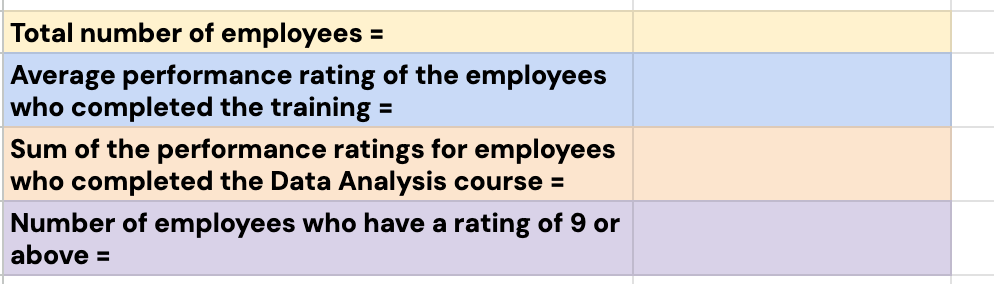 Total number of employees =
Average performance rating of the employees
who completed the training =
Sum of the performance ratings for employees
who completed the Data Analysis course =
Number of employees who have a rating of 9 or
above =